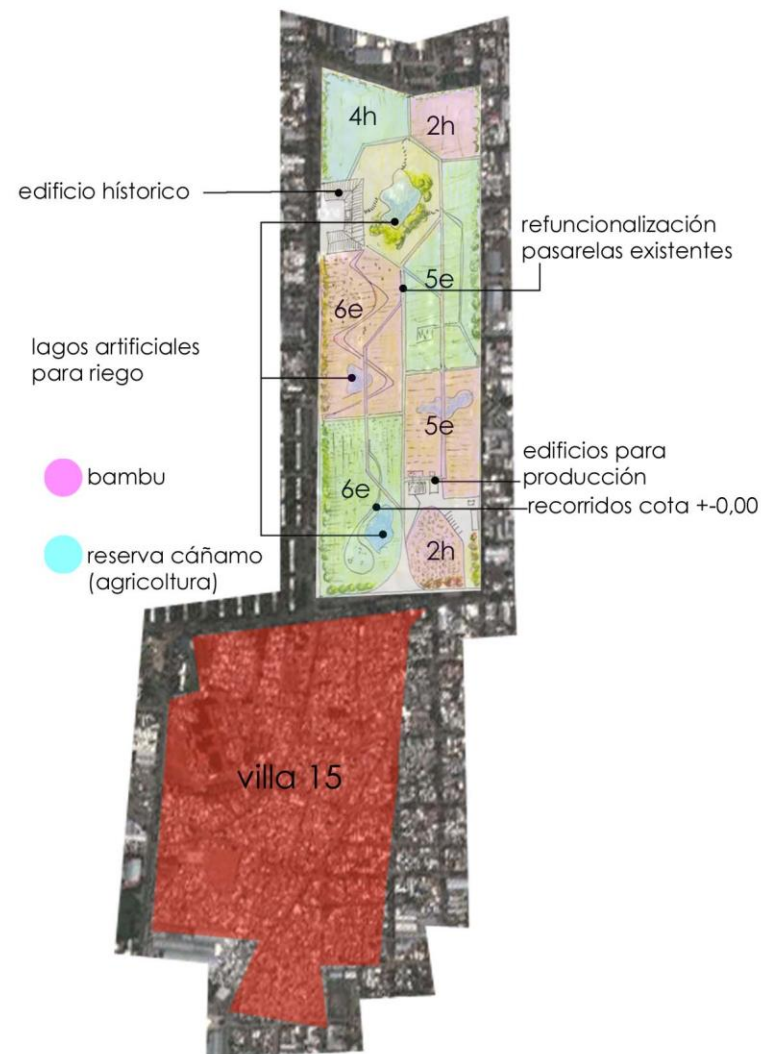 4h
2h
edificio hístorico
refuncionalización
pasarelas existentes
5e
6e
lagos artificiales
para riego
5e
edificios para
producción
bambu
6e
recorridos cota +-0,00
reserva cáñamo
(agricoltura)
2h
villa 15